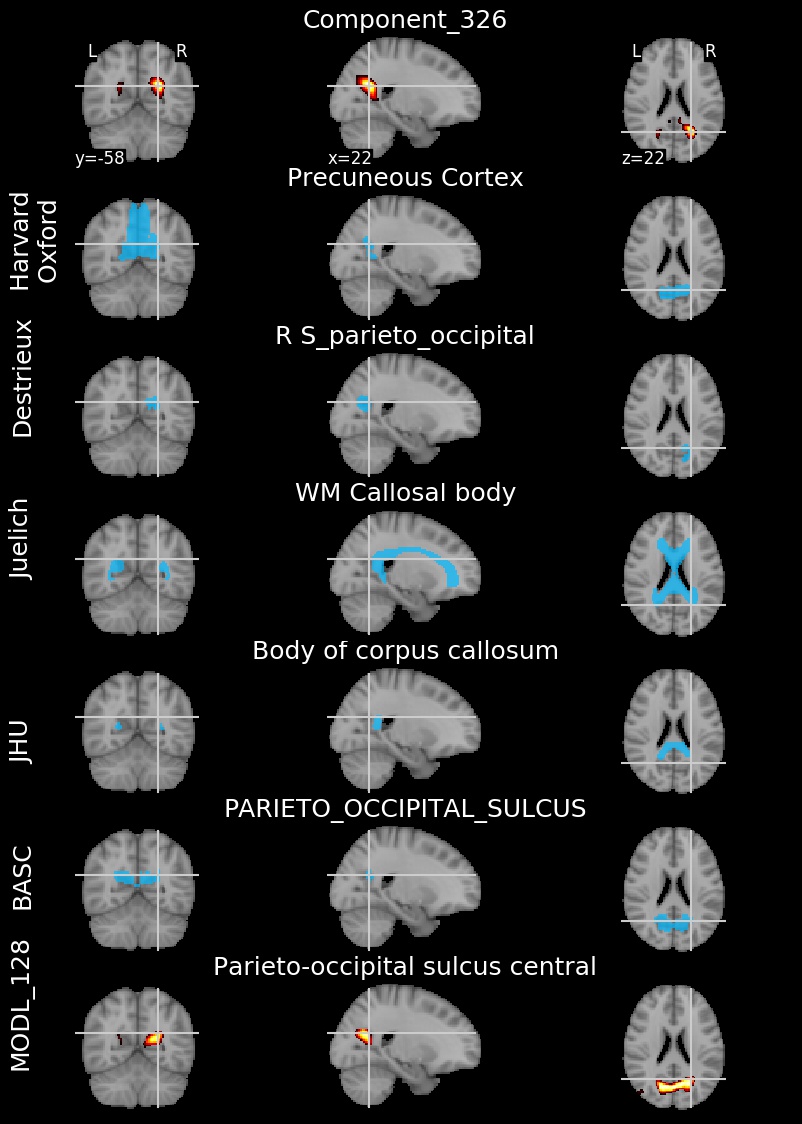 Component_326
L R
L R
y=-58
x=22
z=22
Precuneous Cortex
Harvard
Oxford
R S_parieto_occipital
Destrieux
WM Callosal body
Juelich
Body of corpus callosum
JHU
PARIETO_OCCIPITAL_SULCUS
BASC
Parieto-occipital sulcus central
MODL_128